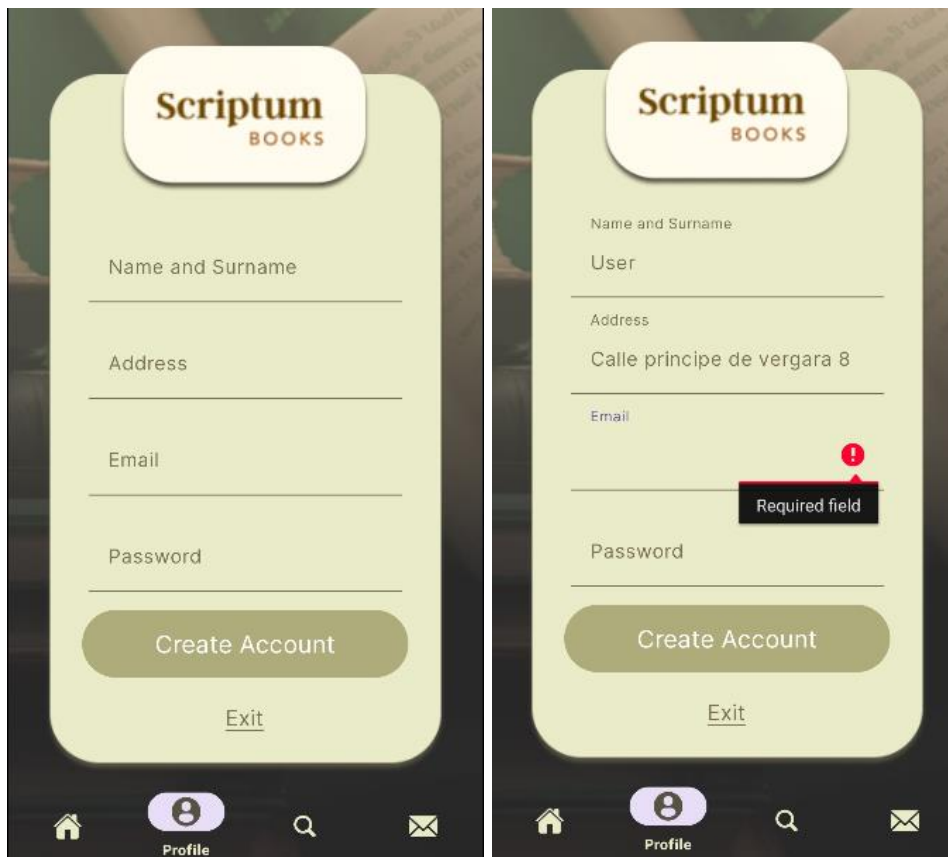 Scriptum
BOOKS
Name and Surname
Address
Email
Password
Create Account
Exit
Profile
Scriptum
BOOKS
Name and Surname
User
Address
Calle principe de vergara 8
Email
Required field
Password
Create Account
Exit
Profile